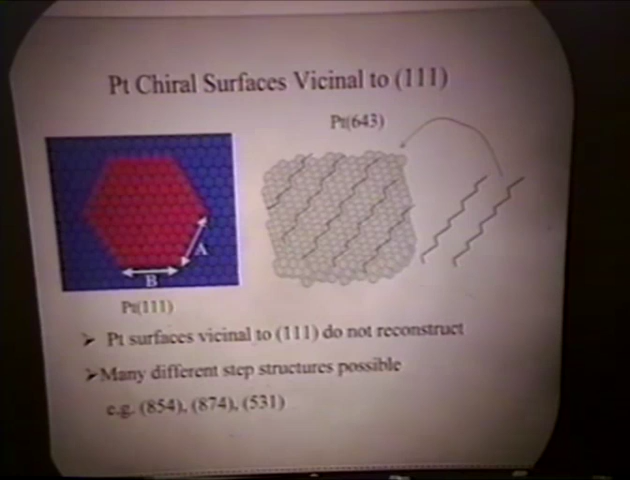 Pt Chiral Surfaces Vicinal to (111)
Pt(643)
A
B
Pt(111)
➤ Pt surfaces vicinal to (111) do not reconstruct
➤ Many different step structures possible
e.g. (854), (874), (531)